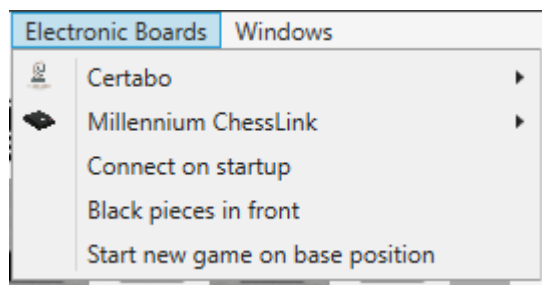 Electronic Boards Windows
Certabo
Millennium ChessLink
Connect on startup
Black pieces in front
Start new game on base position